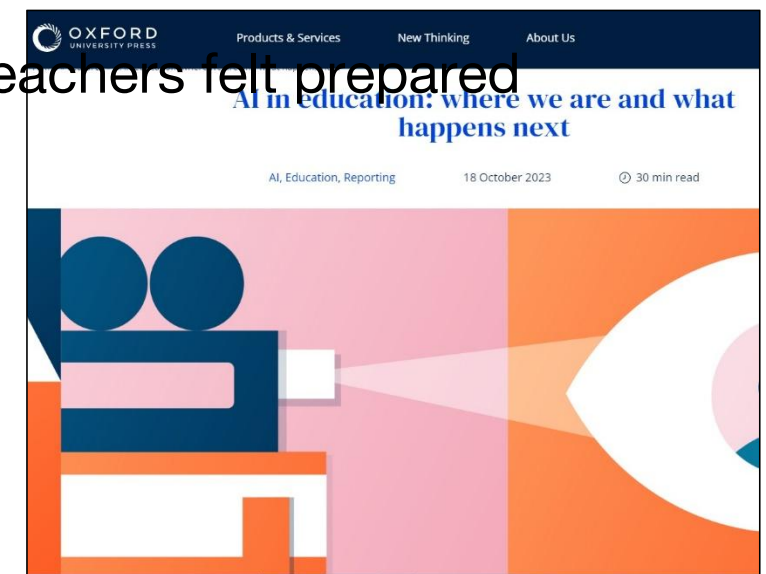 OXFORD
UNIVERSITY PRESS
Products & Services New Thinking About Us
eachers felt prepared
AI in education: where we are and what
happens next
AI, Education, Reporting 18 October 2023 30 min read